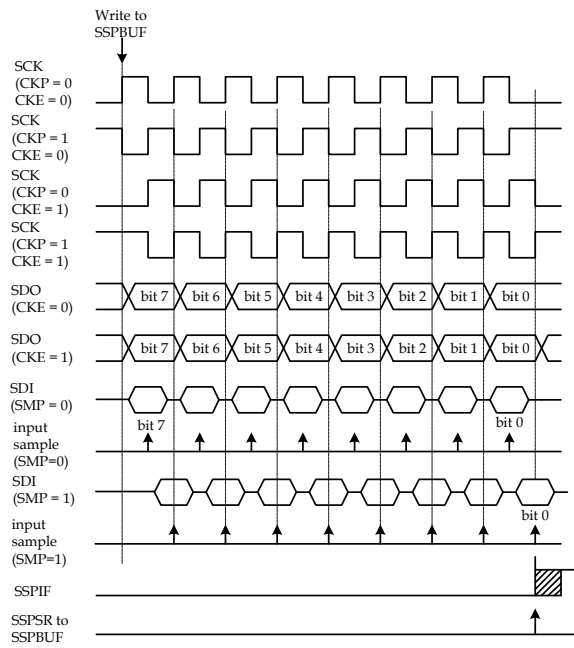 Write to
SSPBUF
SCK
(CKP = 0
CKE = 0)
SCK
(CKP = 1
CKE = 0)
SCK
(CKP = 0
CKE = 1)
SCK
(CKP = 1
CKE = 1)
SDO
(CKE = 0)
bit 7 bit 6 bit 5 bit 4 bit 3 bit 2 bit 1 bit 0
SDO
(CKE = 1)
bit 7 bit 6 bit 5 bit 4 bit 3 bit 2 bit 1 bit 0
SDI
(SMP = 0)
bit 7 bit 0
input
sample
(SMP=0)
SDI
(SMP = 1)
bit 0
input
sample
(SMP=1)
SSPIF
SSPSR to
SSPBUF